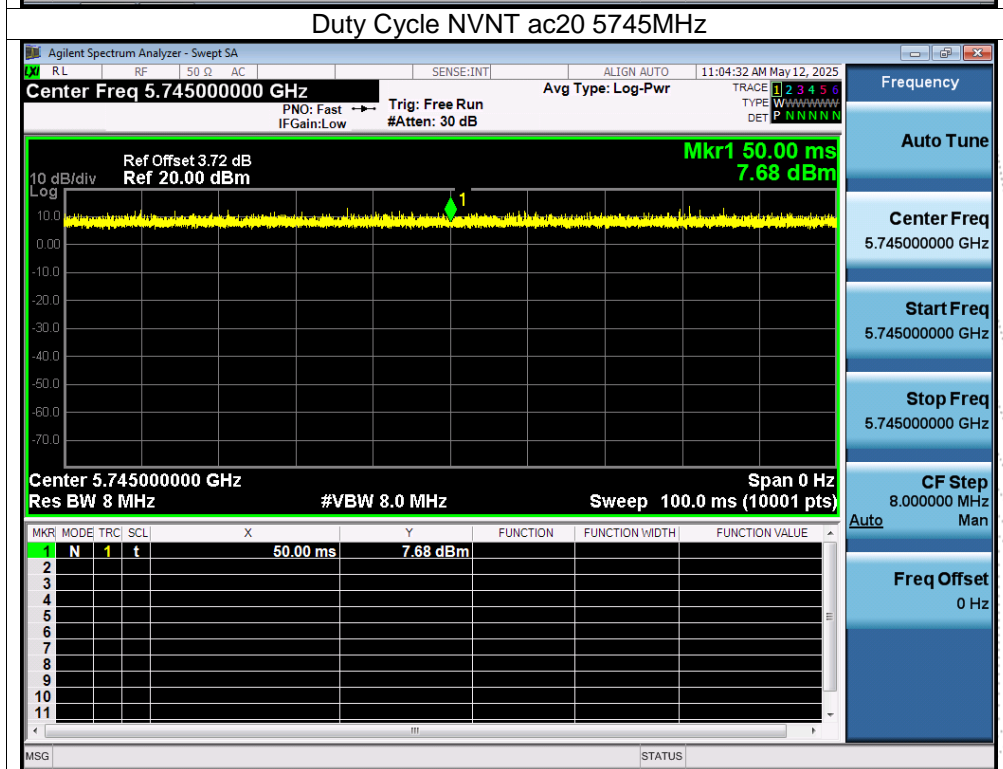 Duty Cycle NVNT ac20 5745MHz
Agilent Spectrum Analyzer - Swept SA
LXI RL RF 50 Ω AC SENSE:INT ALIGN AUTO 11:04:32 AM May 12, 2025
Center Freq 5.745000000 GHz Avg Type: Log-Pwr TRACE 1 2 3 4 5 6
PNO: Fast Trig: Free Run TYPE WWWWWWW
IFGain:Low #Atten: 30 dB DET P N N N N N
Frequency
Auto Tune
Center Freq
5.745000000 GHz
Start Freq
5.745000000 GHz
Stop Freq
5.745000000 GHz
CF Step
8.000000 MHz
Auto Man
Freq Offset
0 Hz
Mkr1 50.00 ms
7.68 dBm
Ref Offset 3.72 dB
10 dB/div Ref 20.00 dBm
Log
1
10.0
0.00
-10.0
-20.0
-30.0
-40.0
-50.0
-60.0
-70.0
Center 5.745000000 GHz Span 0 Hz
Res BW 8 MHz #VBW 8.0 MHz Sweep 100.0 ms (10001 pts)
MKR MODE TRC SCL X Y FUNCTION FUNCTION WIDTH FUNCTION VALUE
1 N 1 t 50.00 ms 7.68 dBm
2
3
4
5
6
7
8
9
10
11
MSG STATUS